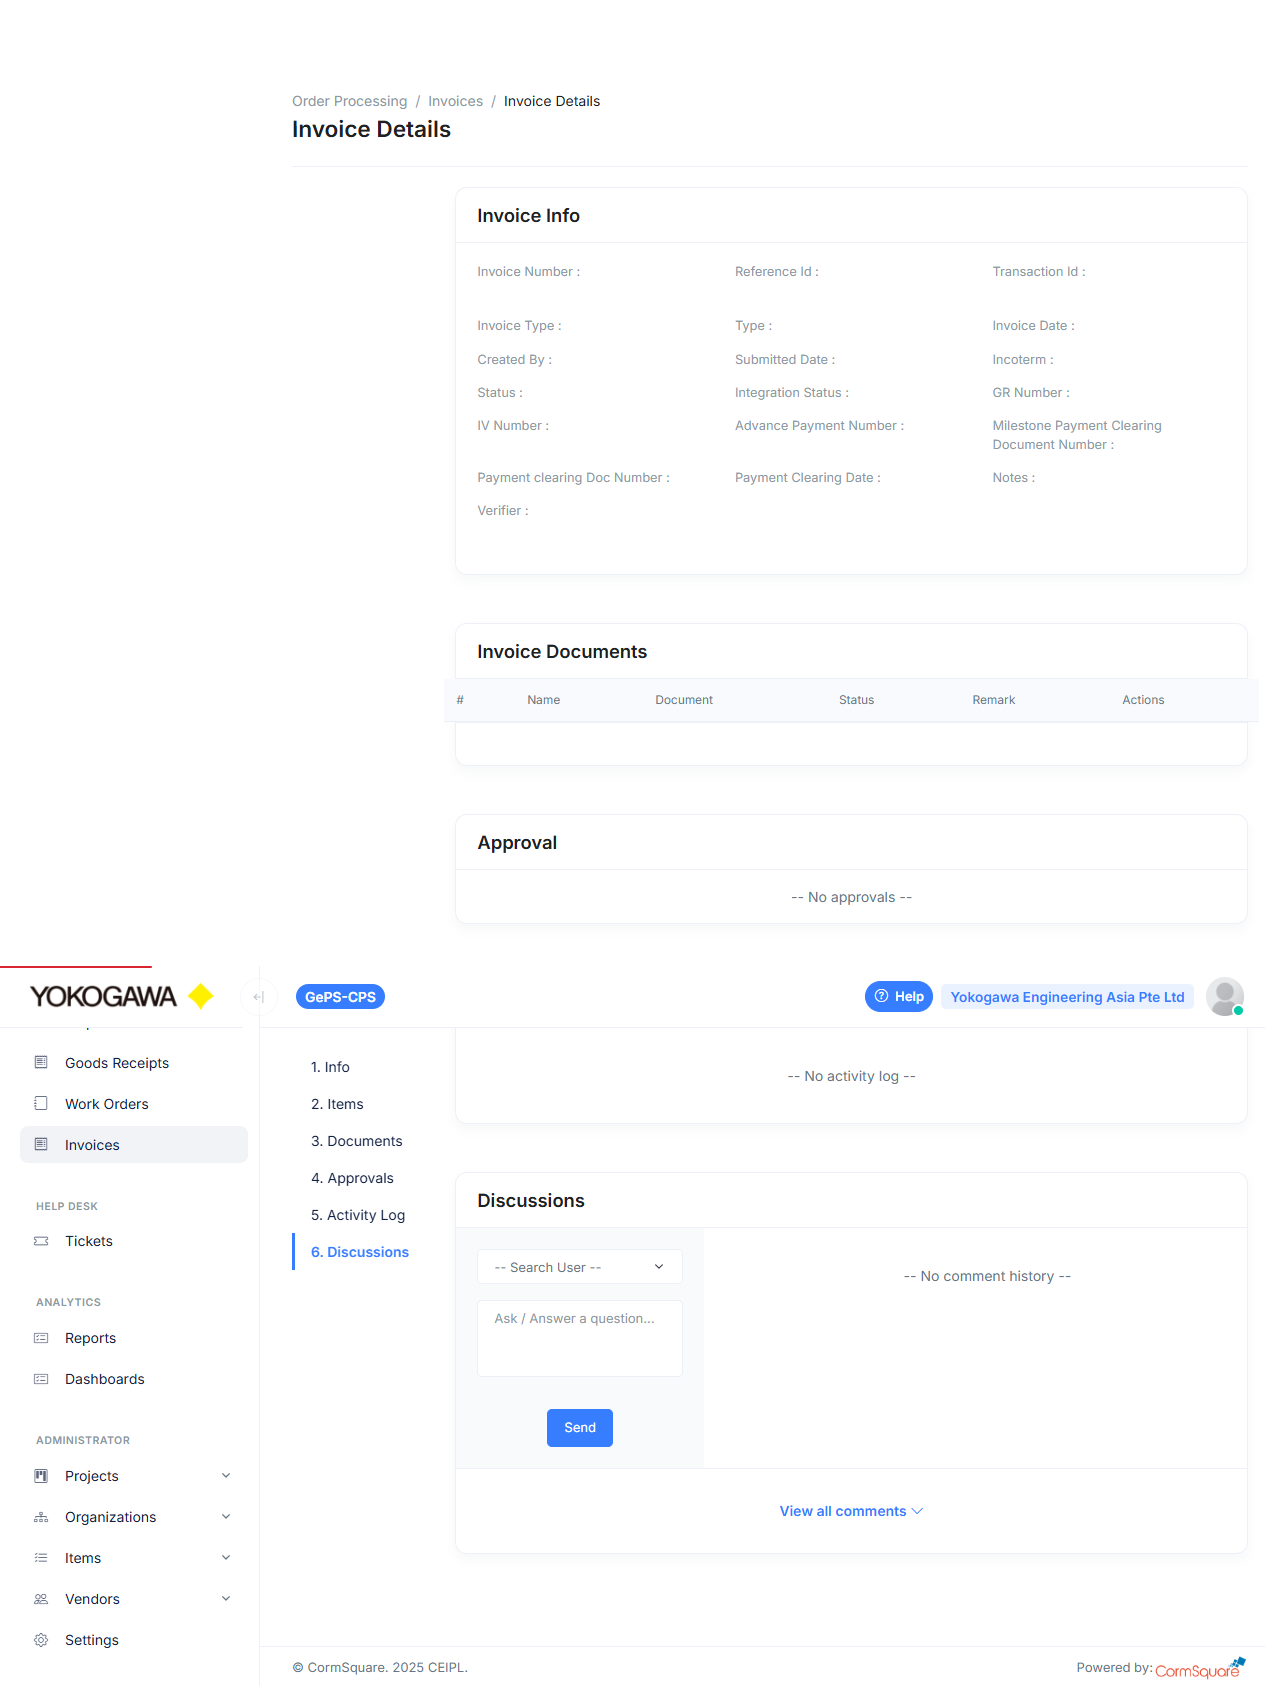 Order Processing / Invoices / Invoice Details
Invoice Details
Invoice Info
Invoice Number :
Reference Id :
Transaction Id :
Invoice Type :
Type :
Invoice Date :
Created By :
Submitted Date :
Incoterm :
Status :
Integration Status :
GR Number :
IV Number :
Advance Payment Number :
Milestone Payment Clearing
Document Number :
Payment clearing Doc Number :
Payment Clearing Date :
Notes :
Verifier :
Invoice Documents
# Name Document Status Remark Actions
Approval
-- No approvals --
YOKOGAWA
GePS-CPS
Help
Yokogawa Engineering Asia Pte Ltd
Goods Receipts
Work Orders
Invoices
HELP DESK
Tickets
ANALYTICS
Reports
Dashboards
ADMINISTRATOR
Projects
Organizations
Items
Vendors
Settings
1. Info
2. Items
3. Documents
4. Approvals
5. Activity Log
6. Discussions
-- No activity log --
Discussions
-- Search User --
Ask / Answer a question...
Send
-- No comment history --
View all comments
© CormSquare. 2025 CEIPL.
Powered by: CormSquare